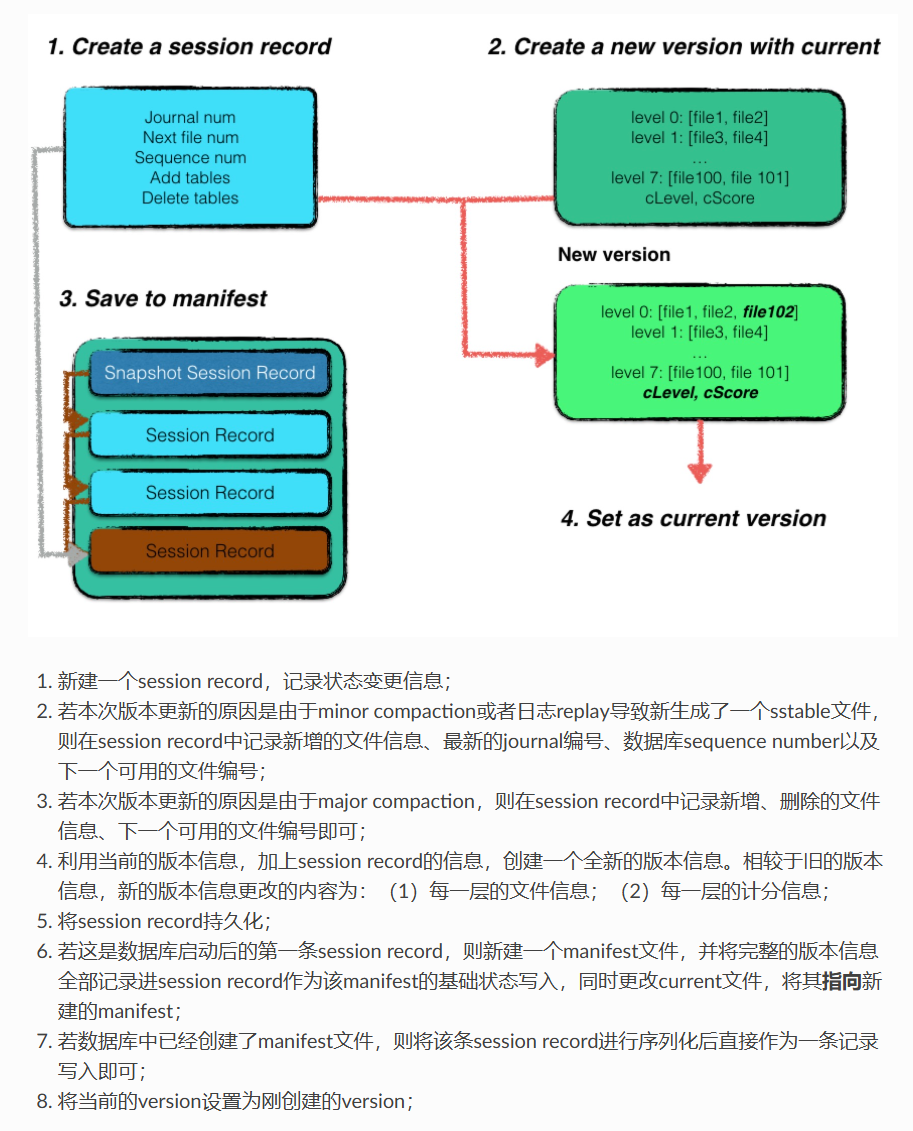 1. Create a session record
2. Create a new version with current
Journal num
Next file num
Sequence num
Add tables
Delete tables
level 0: [file1, file2]
level 1: [file3, file4]
...
level 7: [file100, file 101]
cLevel, cScore
New version
3. Save to manifest
level 0: [file1, file2, file102]
level 1: [file3, file4]
...
level 7: [file100, file 101]
cLevel, cScore
Snapshot Session Record
Session Record
Session Record
Session Record
4. Set as current version
1. 新建一个session record，记录状态变更信息；
2. 若本次版本更新的原因是由于minor compaction或者日志replay导致新生成了一个sstable文件，
则在session record中记录新增的文件信息、最新的journal编号、数据库sequence number以及
下一个可用的文件编号；
3. 若本次版本更新的原因是由于major compaction，则在session record中记录新增、删除的文件
信息、下一个可用的文件编号即可；
4. 利用当前的版本信息，加上session record的信息，创建一个全新的版本信息。相较于旧的版本
信息，新的版本信息更改的内容为：（1）每一层的文件信息；（2）每一层的计分信息；
5. 将session record持久化；
6. 若这是数据库启动后的第一条session record，则新建一个manifest文件，并将完整的版本信息
全部记录进session record作为该manifest的基础状态写入，同时更改current文件，将其指向新
建的manifest；
7. 若数据库中已经创建了manifest文件，则将该条session record进行序列化后直接作为一条记录
写入即可；
8. 将当前的version设置为刚创建的version；